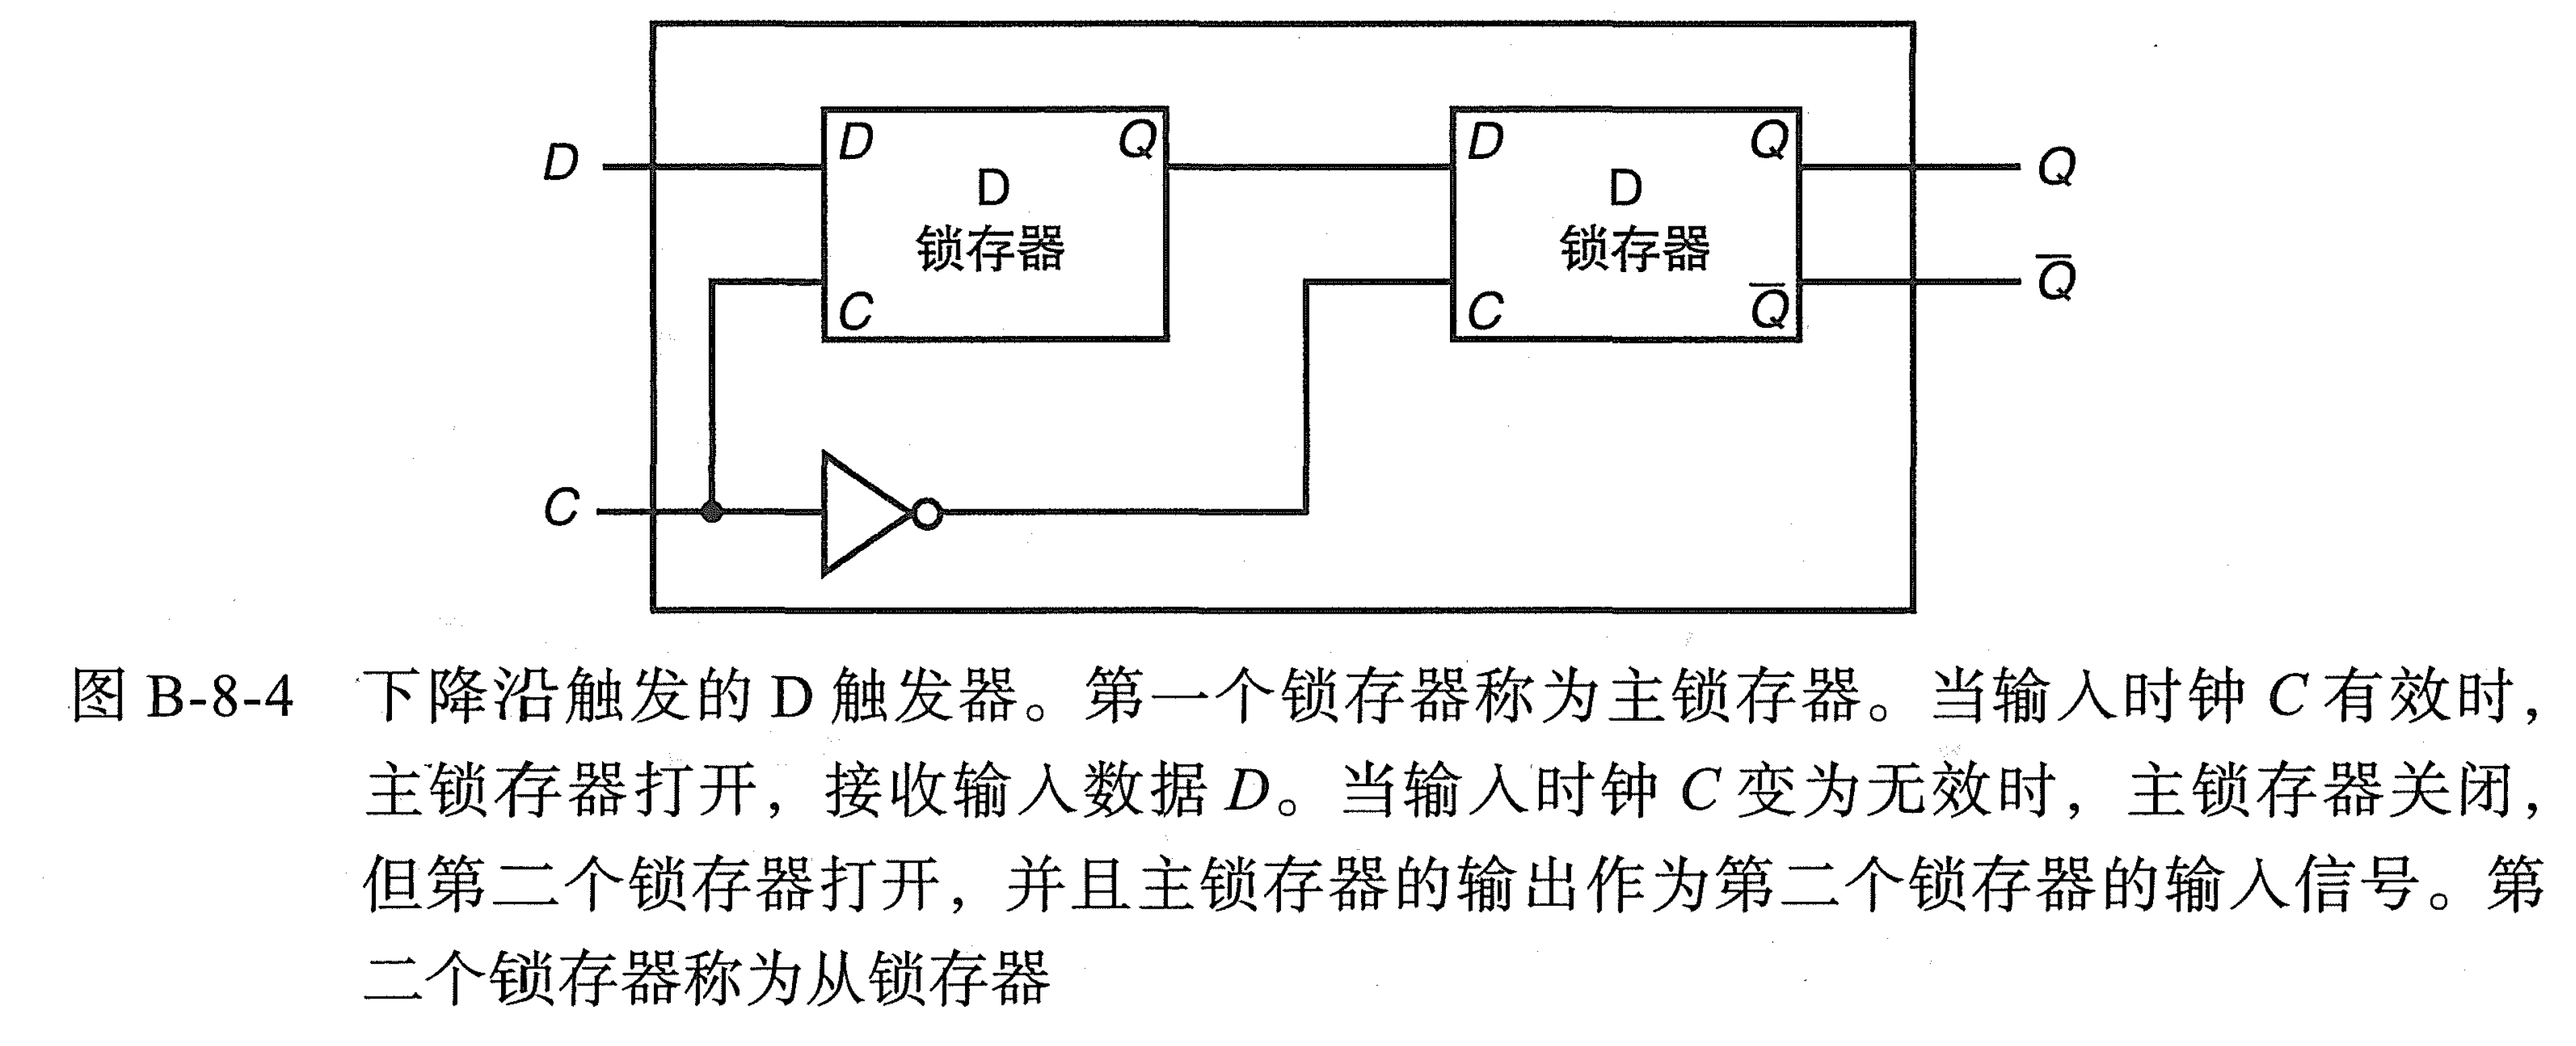 D
D
Q
D
锁存器
C
D
Q
D
锁存器
C
Q̅
Q
Q̅
C
图 B-8-4 下降沿触发的 D 触发器。第一个锁存器称为主锁存器。当输入时钟 C 有效时，
主锁存器打开，接收输入数据 D。当输入时钟 C 变为无效时，主锁存器关闭，
但第二个锁存器打开，并且主锁存器的输出作为第二个锁存器的输入信号。第
二个锁存器称为从锁存器